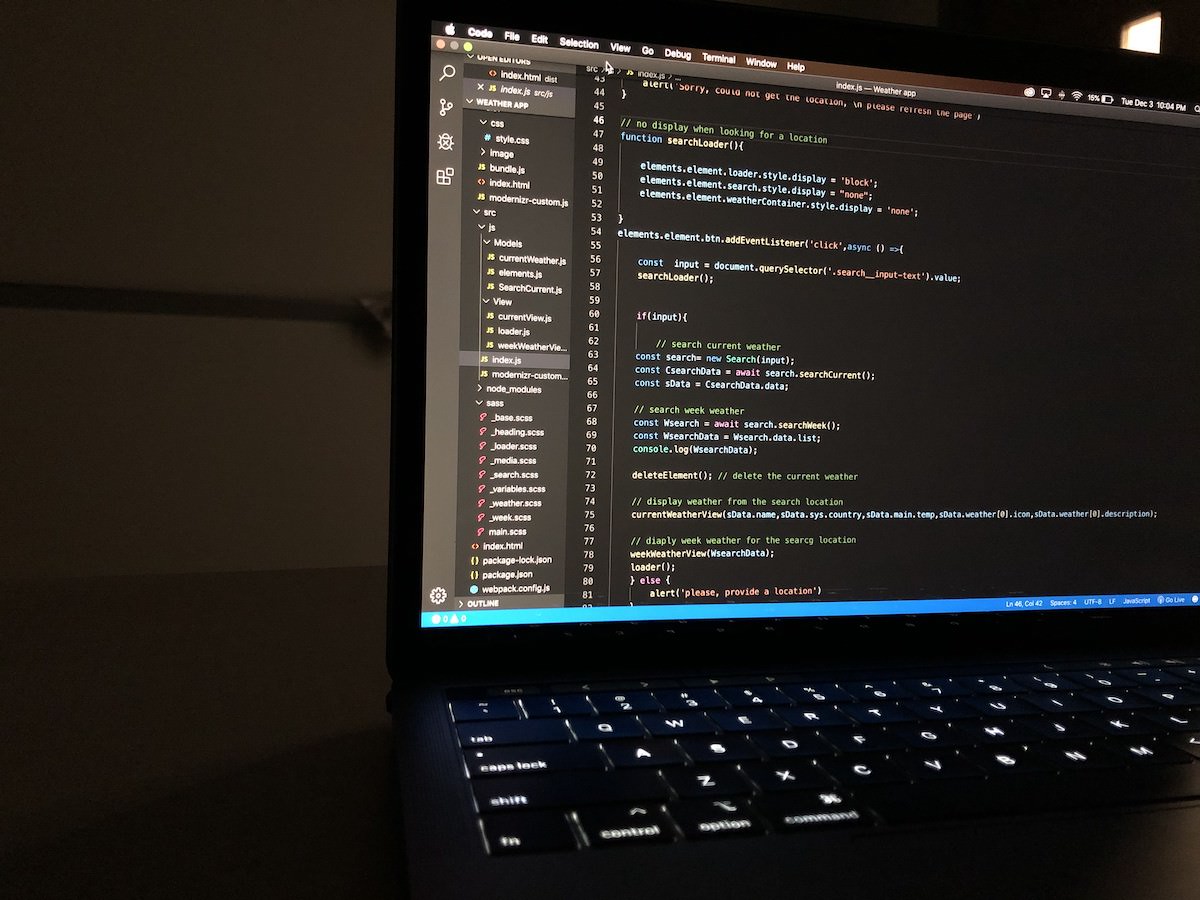 Code File Edit Selection View Go Debug Terminal Window Help
15% Tue Dec 3 10:04 PM
index.js — Weather app
OPEN EDITORS
index.html dist
index.js src/js
WEATHER APP
css
style.css
image
bundle.js
index.html
modernizr-custom.js
src
js
Models
currentWeather.js
elements.js
SearchCurrent.js
View
currentView.js
loader.js
weekWeatherVie...
index.js
modernizr-custom...
node_modules
sass
_base.scss
_heading.scss
_loader.scss
_media.scss
_search.scss
_variables.scss
_weather.scss
_week.scss
main.scss
index.html
package-lock.json
package.json
webpack.config.js
OUTLINE
src index.js ...
43 alert('Sorry, could not get the location, \n please refresh the page')
44 }
45
46 // no display when looking for a location
47 function searchLoader(){
48
49 elements.element.loader.style.display = 'block';
50 elements.element.search.style.display = "none";
51 elements.element.weatherContainer.style.display = 'none';
52
53 }
54 elements.element.btn.addEventListener('click',async () =>{
55
56 const input = document.querySelector('.search__input-text').value;
57 searchLoader();
58
59
60 if(input){
61
62 // search current weather
63 const search= new Search(input);
64 const CsearchData = await search.searchCurrent();
65 const sData = CsearchData.data;
66
67 // search week weather
68 const Wsearch = await search.searchWeek();
69 const WsearchData = Wsearch.data.list;
70 console.log(WsearchData);
71
72 deleteElement(); // delete the current weather
73
74 // display weather from the search location
75 currentWeatherView(sData.name,sData.sys.country,sData.main.temp,sData.weather[0].icon,sData.weather[0].description);
76
77 // diaply week weather for the searcg location
78 weekWeatherView(WsearchData);
79 loader();
80 } else {
81 alert('please, provide a location')
82
0 0
Ln 46, Col 42 Spaces: 4 UTF-8 LF JavaScript Go Live
esc
~ ` ! 1 @ 2 # 3 $ 4 % 5 ^ 6 & 7 * 8 ( 9 ) 0
tab Q W E R T Y U I O P
caps lock A S D F G H J K L
shift Z X C V B N M
fn control option command